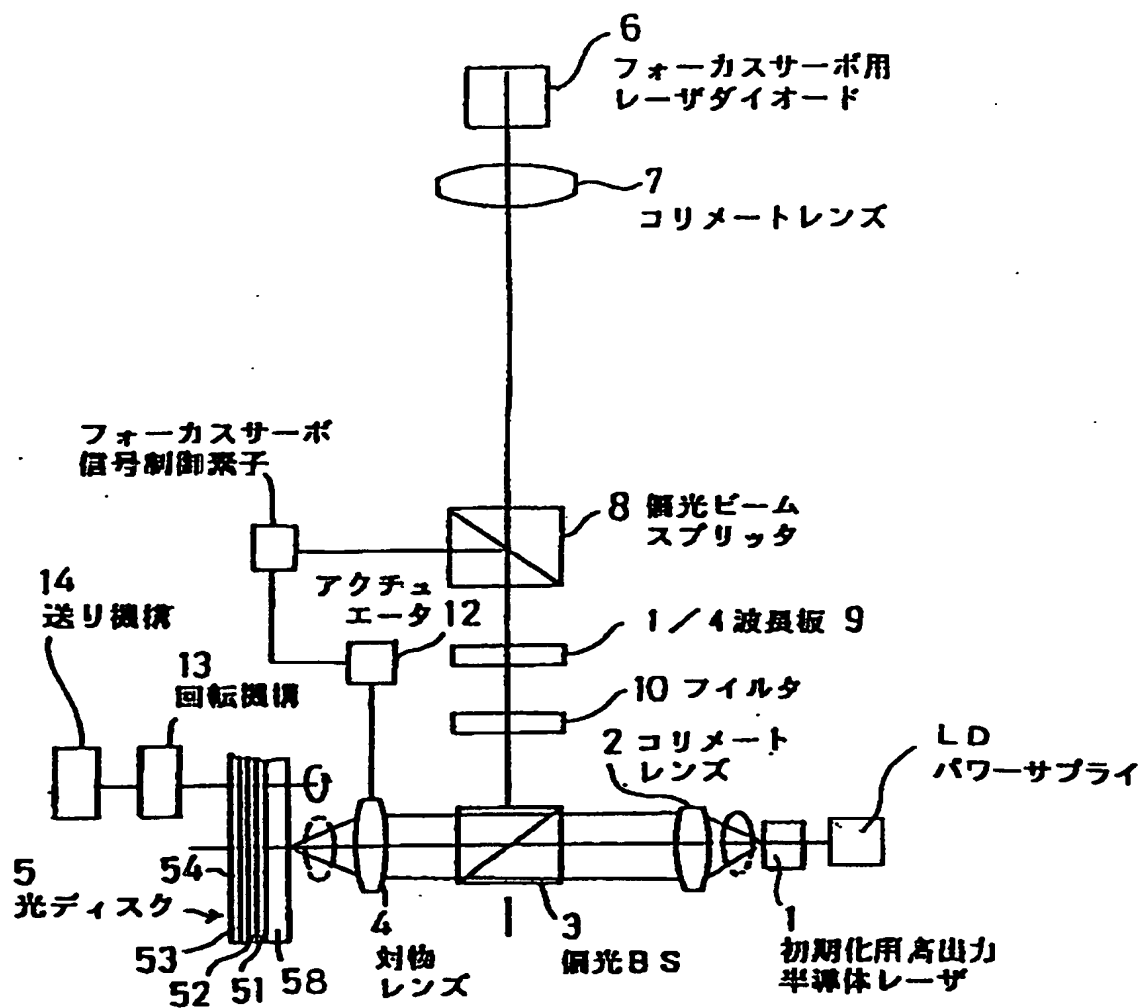 6
フォーカスサーボ用
レーザダイオード
7
コリメートレンズ
フォーカスサーボ
信号制御素子
8 偏光ビーム
スプリッタ
14
送り機構
アクチュ
エータ 12
1/4波長板 9
13
回転機構
10 フイルタ
2 コリメート
レンズ
LD
パワーサプライ
5
光ディスク
54
53
52
51
58
4
対物
レンズ
3
偏光BS
1
初期化用高出力
半導体レーザ